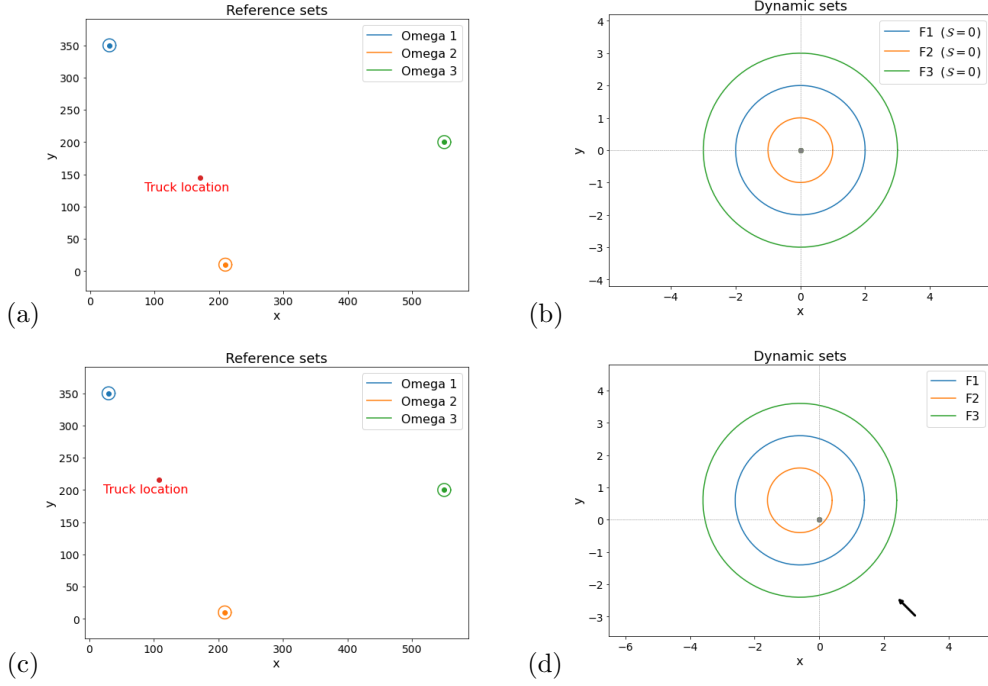 Reference sets
y
350
300
250
200
150
100
50
0
Omega 1
Omega 2
Omega 3
Truck location
0 100 200 300 400 500
x
(a)
Dynamic sets
y
4
3
2
1
0
−1
−2
−3
−4
F1 (𝒮 = 0)
F2 (𝒮 = 0)
F3 (𝒮 = 0)
−4 −2 0 2 4
x
(b)
Reference sets
y
350
300
250
200
150
100
50
0
Omega 1
Omega 2
Omega 3
Truck location
0 100 200 300 400 500
x
(c)
Dynamic sets
y
4
3
2
1
0
−1
−2
−3
F1
F2
F3
−6 −4 −2 0 2 4
x
(d)